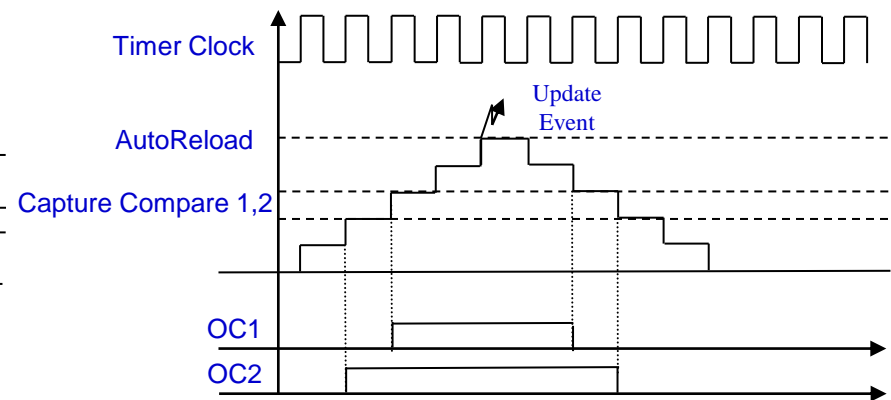 Timer Clock
Update
Event
AutoReload
Capture Compare 1,2
OC1
OC2